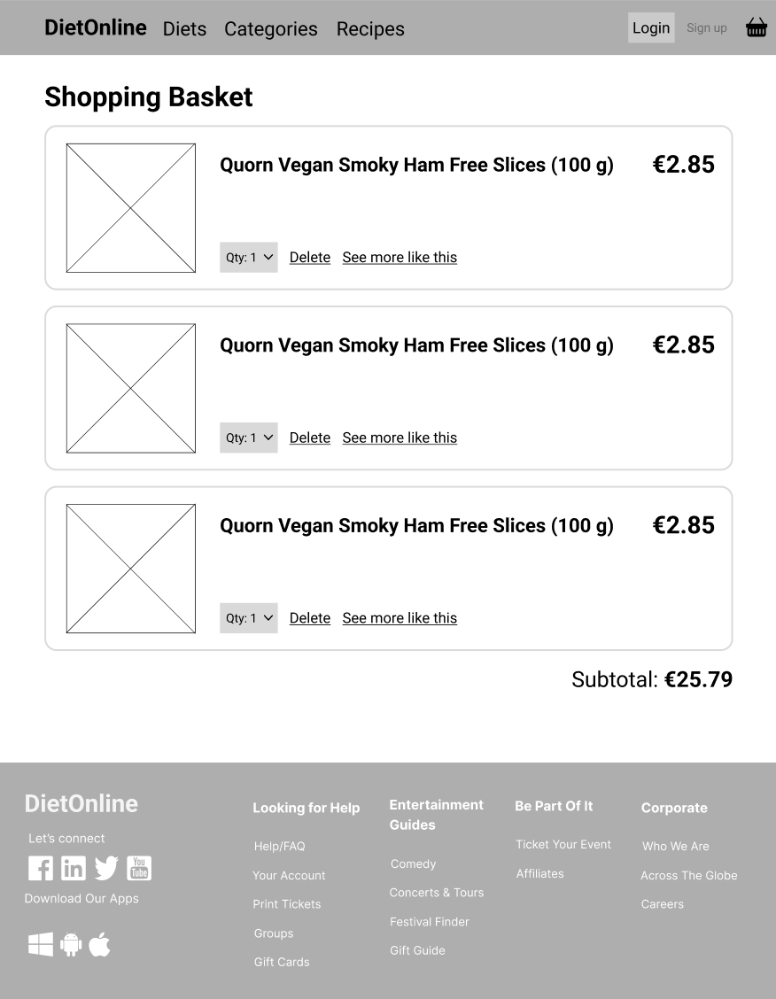 DietOnline Diets Categories Recipes Login Sign up
Shopping Basket
Quorn Vegan Smoky Ham Free Slices (100 g) €2.85
Qty: 1 Delete See more like this
Quorn Vegan Smoky Ham Free Slices (100 g) €2.85
Qty: 1 Delete See more like this
Quorn Vegan Smoky Ham Free Slices (100 g) €2.85
Qty: 1 Delete See more like this
Subtotal: €25.79
DietOnline
Let's connect
You
Tube
Download Our Apps
Looking for Help
Help/FAQ
Your Account
Print Tickets
Groups
Gift Cards
Entertainment
Guides
Comedy
Concerts & Tours
Festival Finder
Gift Guide
Be Part Of It
Ticket Your Event
Affiliates
Corporate
Who We Are
Across The Globe
Careers